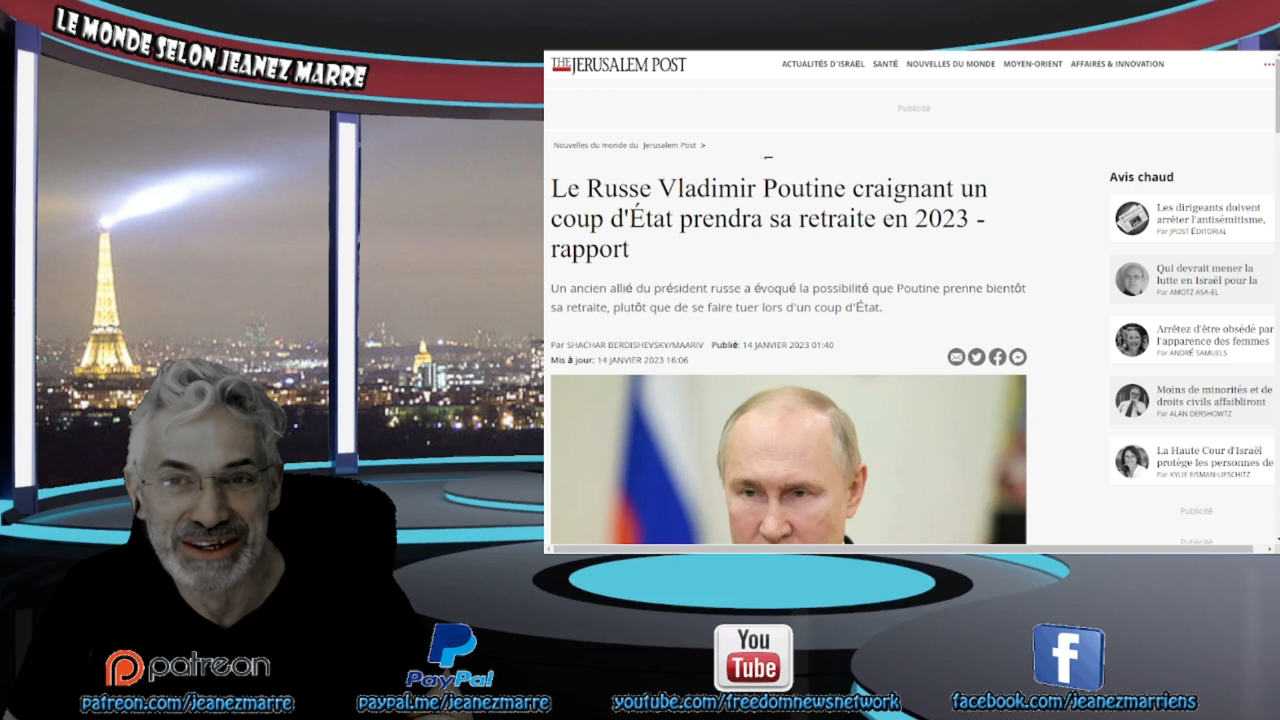 LE MONDE SELON JEANEZ MARRE
THE JERUSALEM POST
ACTUALITÉS D'ISRAËL SANTÉ NOUVELLES DU MONDE MOYEN-ORIENT AFFAIRES & INNOVATION
Publicité
Nouvelles du monde du Jerusalem Post >
Le Russe Vladimir Poutine craignant un
coup d'État prendra sa retraite en 2023 -
rapport
Un ancien allié du président russe a évoqué la possibilité que Poutine prenne bientôt
sa retraite, plutôt que de se faire tuer lors d'un coup d'État.
Par SHACHAR BERDISHEVSKY/MAARIV Publié: 14 JANVIER 2023 01:40
Mis à jour: 14 JANVIER 2023 16:06
Avis chaud
Les dirigeants doivent
arrêter l'antisémitisme,
Par JPOST ÉDITORIAL
Qui devrait mener la
lutte en Israël pour la
Par AMOTZ ASA-EL
Arrêtez d'être obsédé par
l'apparence des femmes
Par ANDRÉ SAMUELS
Moins de minorités et de
droits civils affaibliront
Par ALAN DERSHOWTZ
La Haute Cour d'Israël
protège les personnes de
Par KYLIE EISMAN-LIPSCHITZ
Publicité
Publicité
patreon
patreon.com/jeanezmarre
PayPal
paypal.me/jeanezmarre
You
Tube
youtube.com/freedomnewsnetwork
f
facebook.com/jeanezmarriens